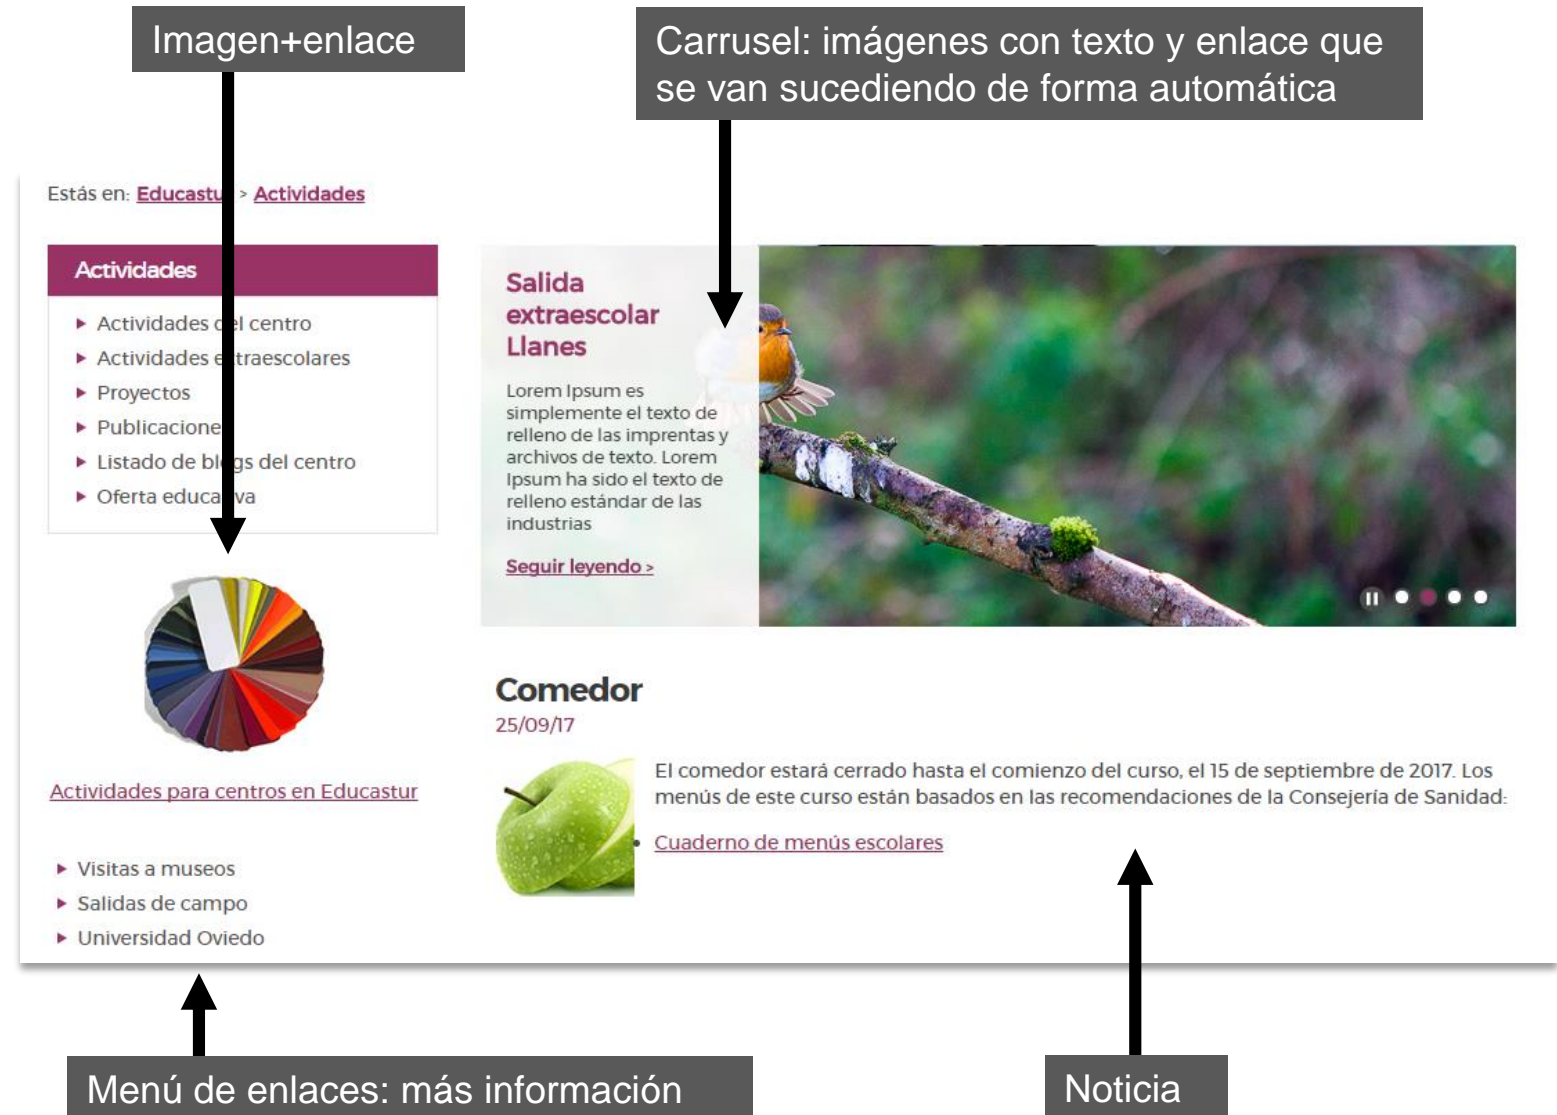 Imagen+enlace
Carrusel: imágenes con texto y enlace que
se van sucediendo de forma automática
Estás en: Educastur > Actividades
Actividades
Actividades del centro
Actividades extraescolares
Proyectos
Publicacione
Listado de blogs del centro
Oferta educativa
Actividades para centros en Educastur
Visitas a museos
Salidas de campo
Universidad Oviedo
Salida
extraescolar
Llanes
Lorem Ipsum es
simplemente el texto de
relleno de las imprentas y
archivos de texto. Lorem
Ipsum ha sido el texto de
relleno estándar de las
industrias
Seguir leyendo >
Comedor
25/09/17
El comedor estará cerrado hasta el comienzo del curso, el 15 de septiembre de 2017. Los
menús de este curso están basados en las recomendaciones de la Consejería de Sanidad:
Cuaderno de menús escolares
Menú de enlaces: más información
Noticia